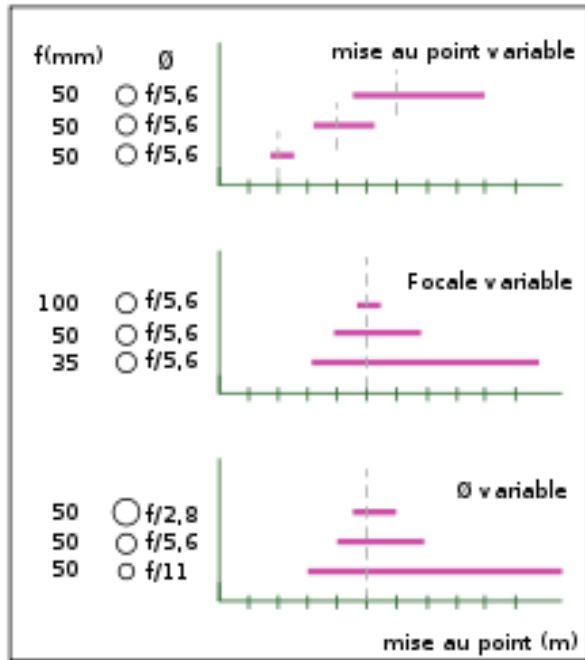 f(mm) Ø mise au point variable
50 f/5,6
50 f/5,6
50 f/5,6
Focale variable
100 f/5,6
50 f/5,6
35 f/5,6
Ø variable
50 f/2,8
50 f/5,6
50 f/11
mise au point (m)